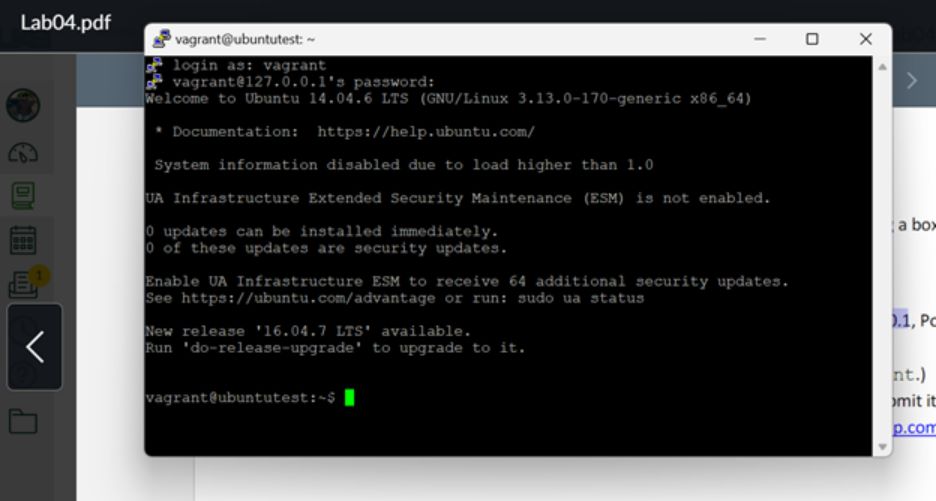 Lab04.pdf
vagrant@ubuntutest: ~
login as: vagrant
vagrant@127.0.0.1's password:
Welcome to Ubuntu 14.04.6 LTS (GNU/Linux 3.13.0-170-generic x86_64)
* Documentation:  https://help.ubuntu.com/
System information disabled due to load higher than 1.0
UA Infrastructure Extended Security Maintenance (ESM) is not enabled.
0 updates can be installed immediately.
0 of these updates are security updates.
Enable UA Infrastructure ESM to receive 64 additional security updates.
See https://ubuntu.com/advantage or run: sudo ua status
New release '16.04.7 LTS' available.
Run 'do-release-upgrade' to upgrade to it.
vagrant@ubuntutest:~$
1
a box
0.1, Po
nt.)
omit it
p.com